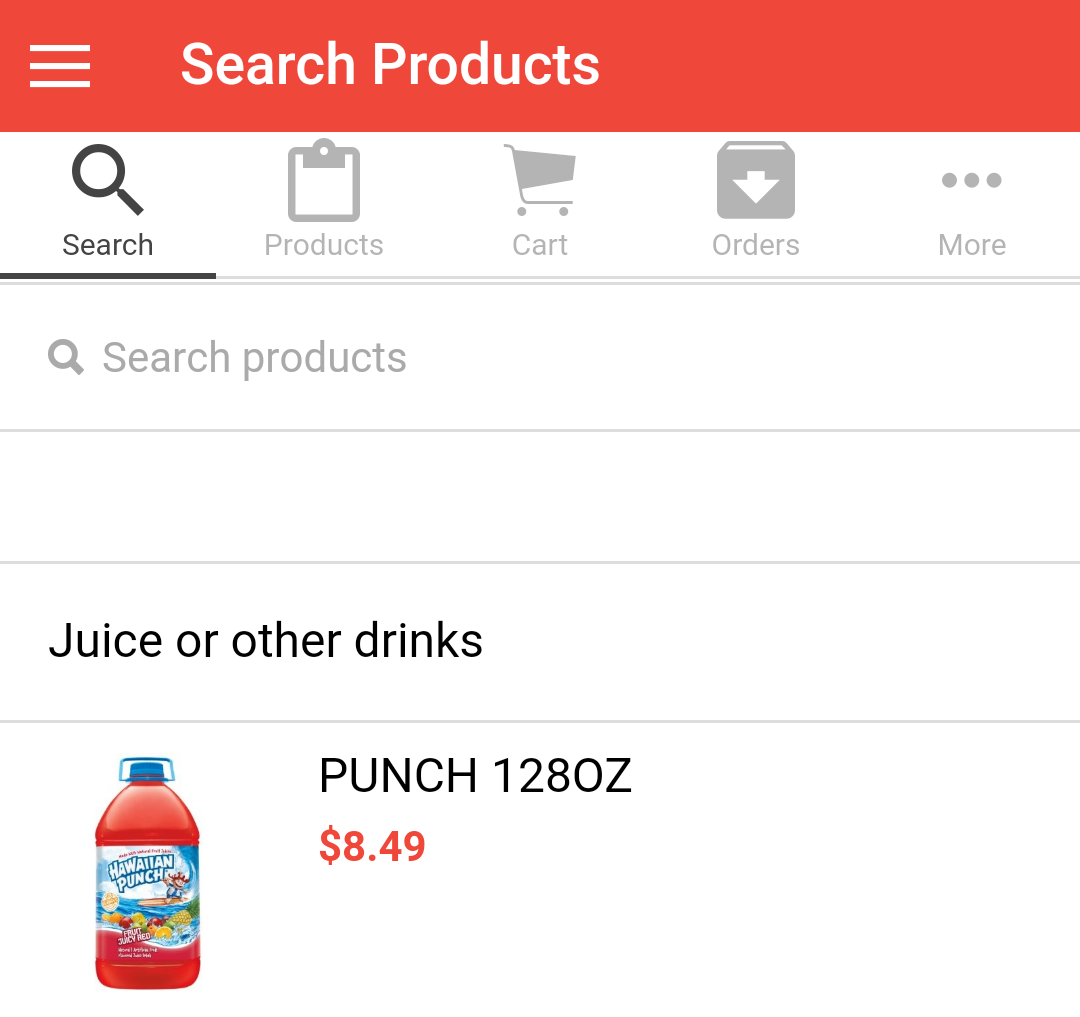 Search Products
Search
Products
Cart
Orders
More
Search products
Juice or other drinks
PUNCH 128OZ
$8.49
HAWAIIAN
PUNCH
FRUIT
JUICY RED